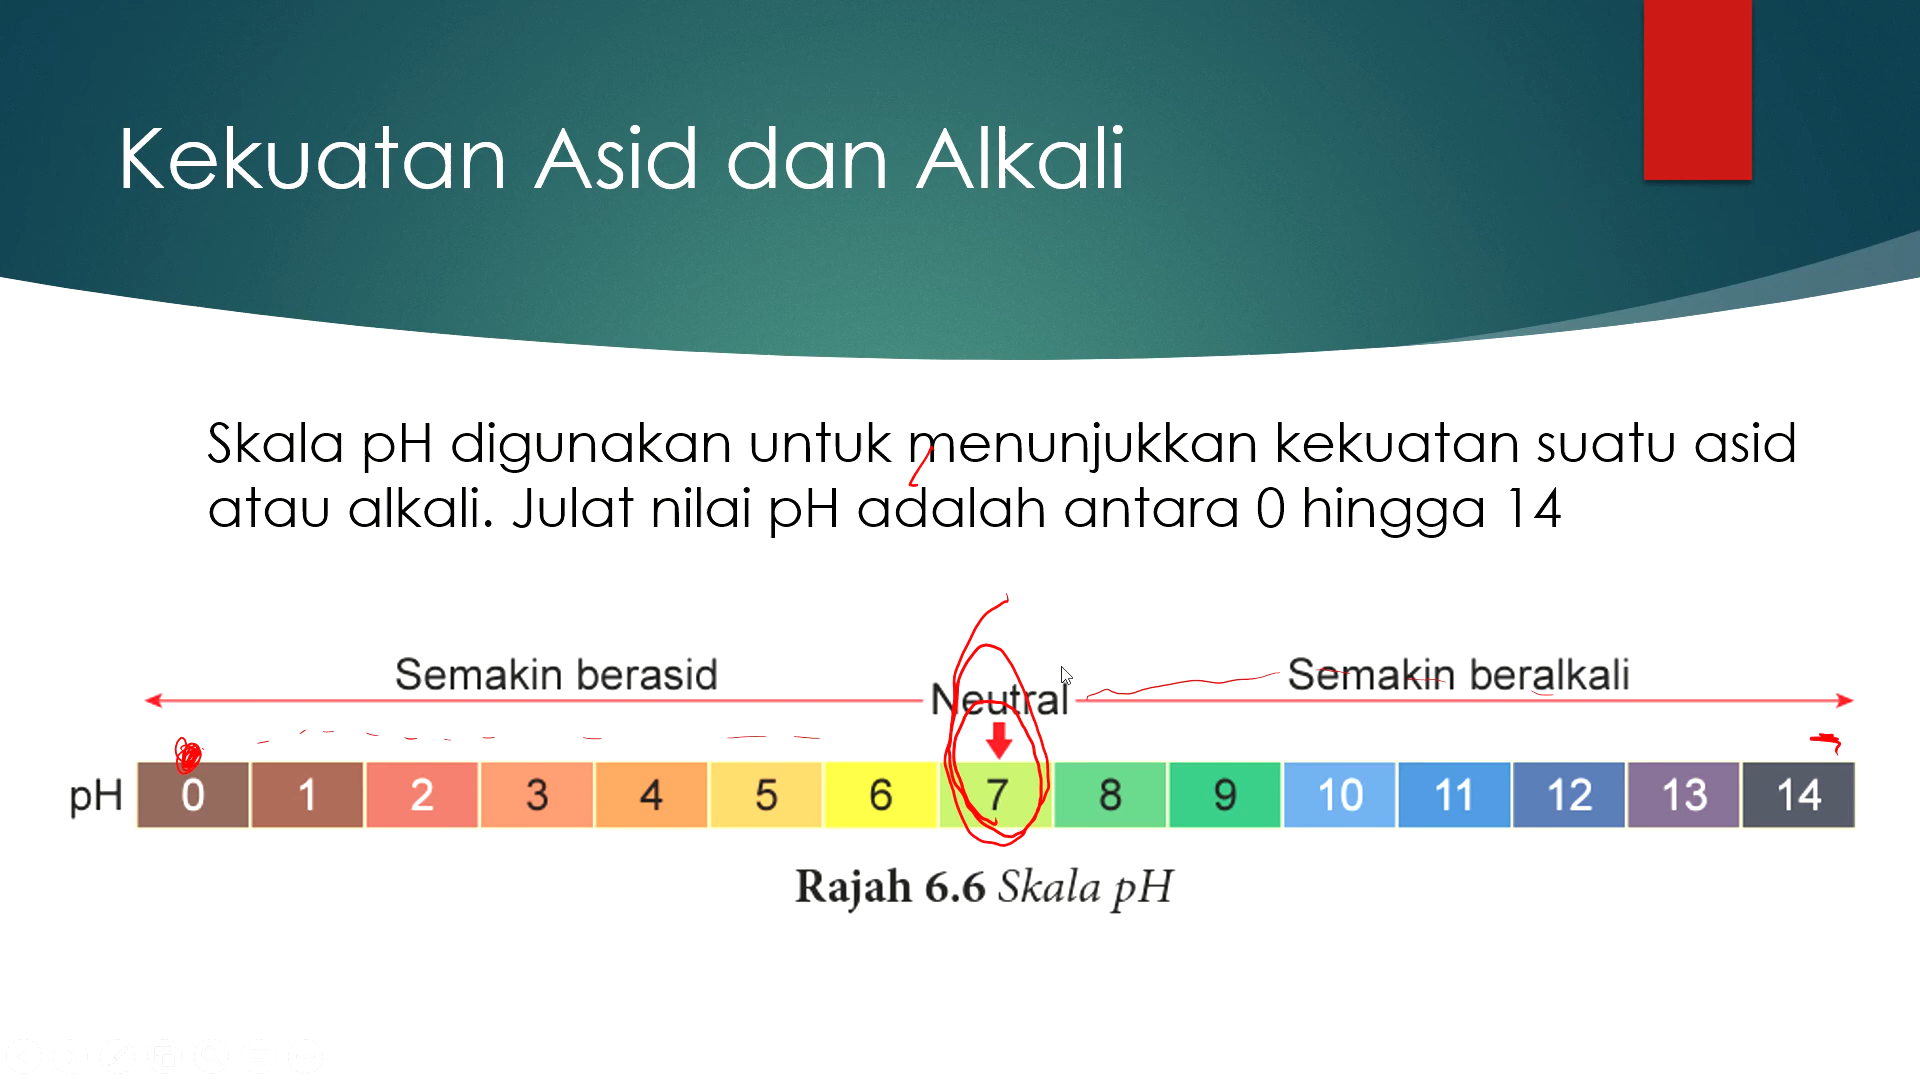 Kekuatan Asid dan Alkali
Skala pH digunakan untuk menunjukkan kekuatan suatu asid
atau alkali. Julat nilai pH adalah antara 0 hingga 14
Semakin berasid
Neutral
Semakin beralkali
pH 0 1 2 3 4 5 6 7 8 9 10 11 12 13 14
Rajah 6.6 Skala pH